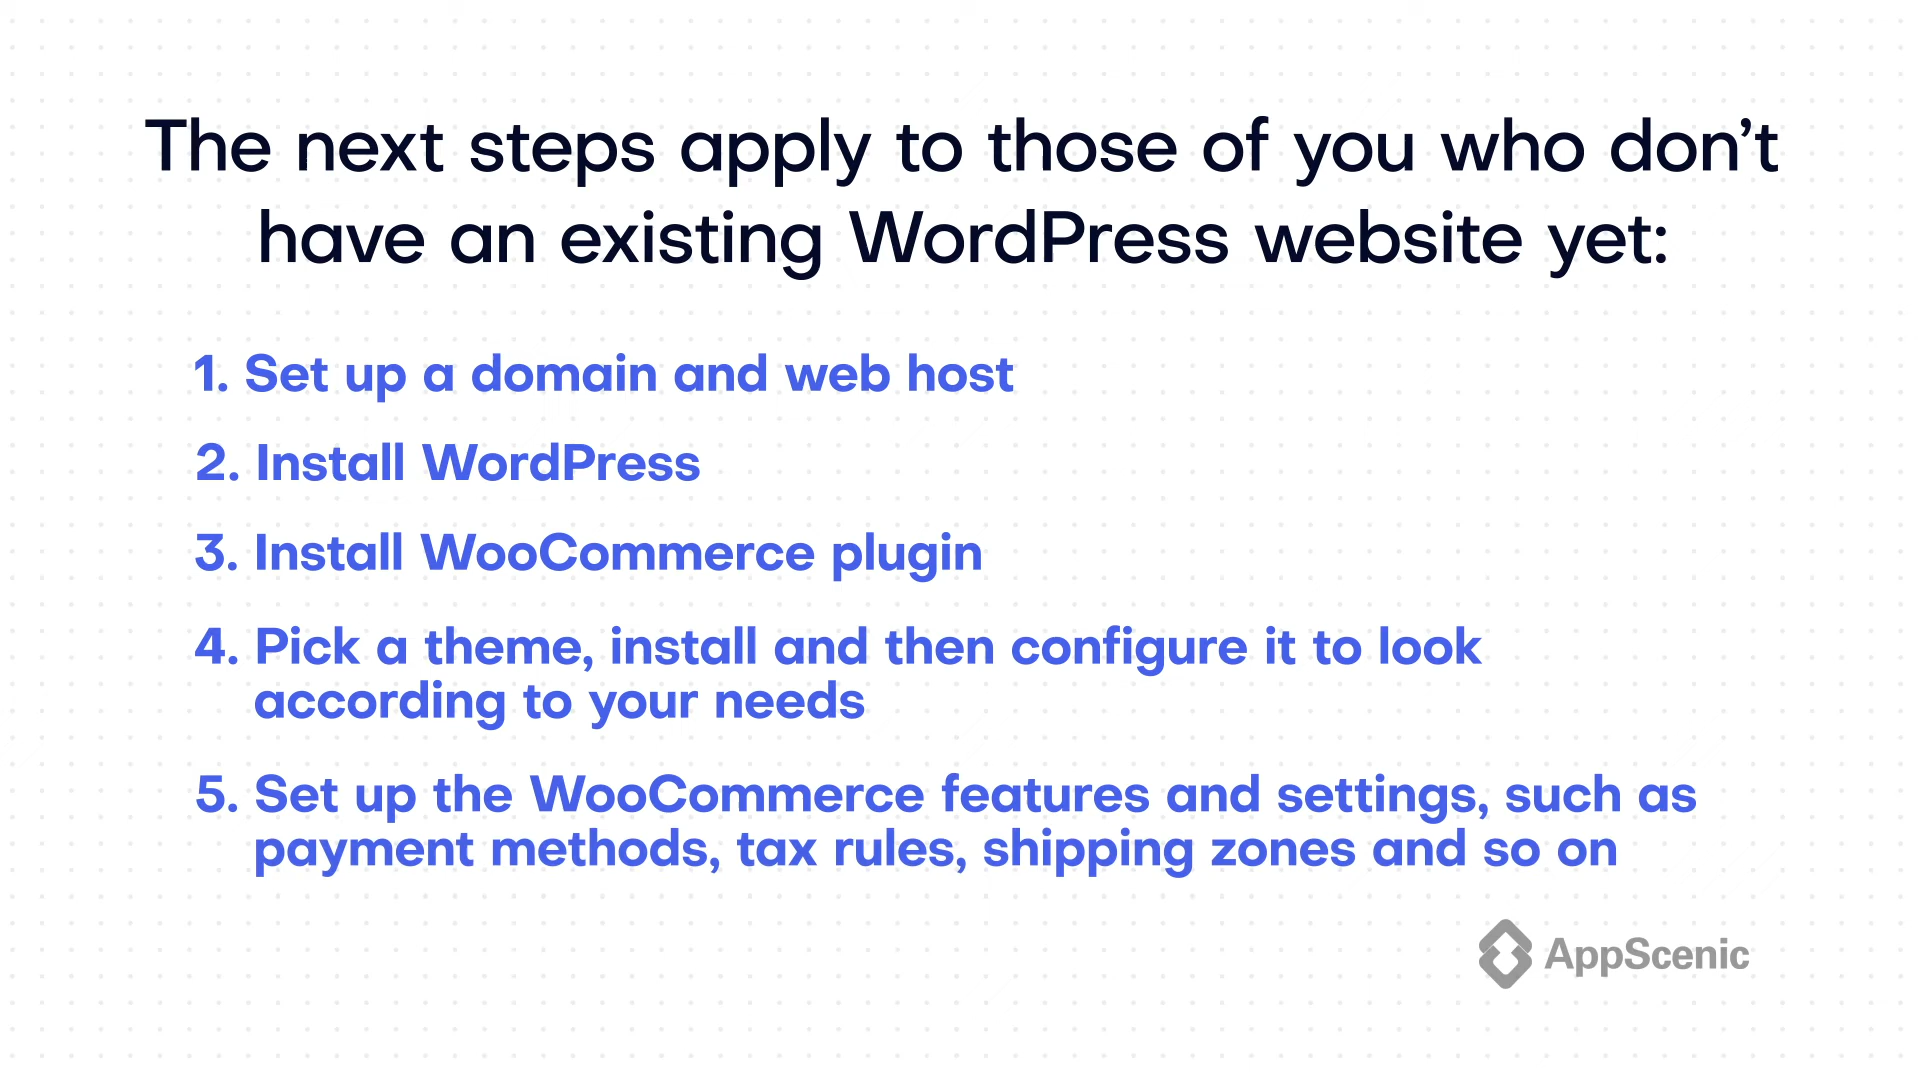 The next steps apply to those of you who don’t
have an existing WordPress website yet:
1. Set up a domain and web host
2. Install WordPress
3. Install WooCommerce plugin
4. Pick a theme, install and then configure it to look
according to your needs
5. Set up the WooCommerce features and settings, such as
payment methods, tax rules, shipping zones and so on
AppScenic